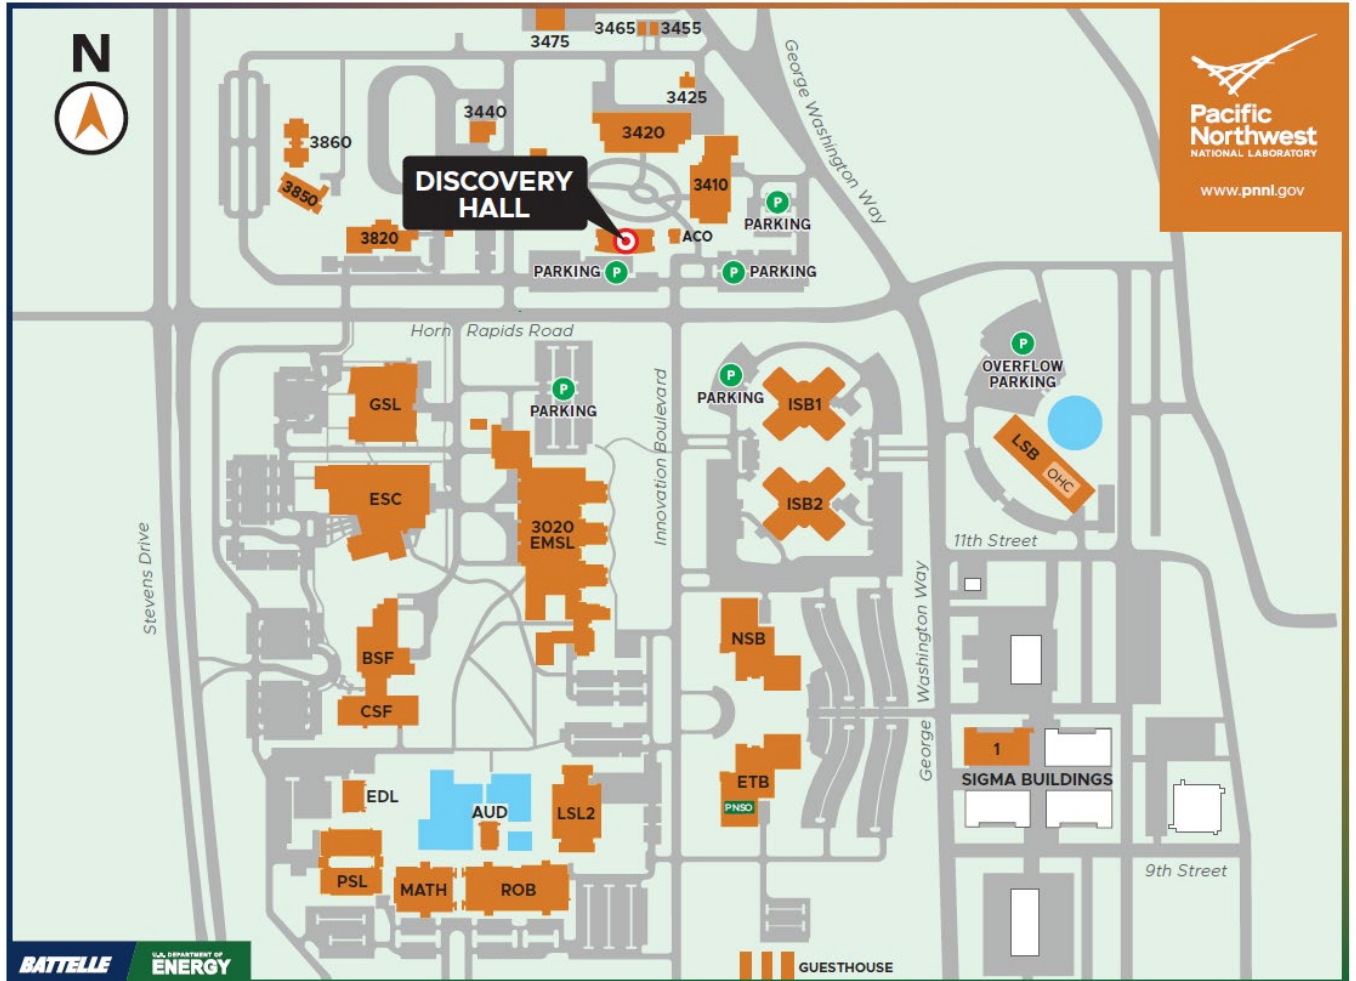 N
3475
3465
3455
3425
3440
3420
3860
3850
3410
DISCOVERY
HALL
3820
ACO
P
PARKING
PARKING P
P PARKING
George Washington Way
Pacific
Northwest
NATIONAL LABORATORY
www.pnnl.gov
Horn Rapids Road
P
PARKING
P
PARKING
P
OVERFLOW
PARKING
GSL
ISB1
LSB
OHC
ESC
ISB2
3020
EMSL
Innovation Boulevard
Stevens Drive
11th Street
George Washington Way
NSB
BSF
CSF
1
SIGMA BUILDINGS
ETB
PNSO
EDL
AUD
LSL2
PSL
MATH
ROB
9th Street
GUESTHOUSE
BATTELLE
U.S. DEPARTMENT OF
ENERGY